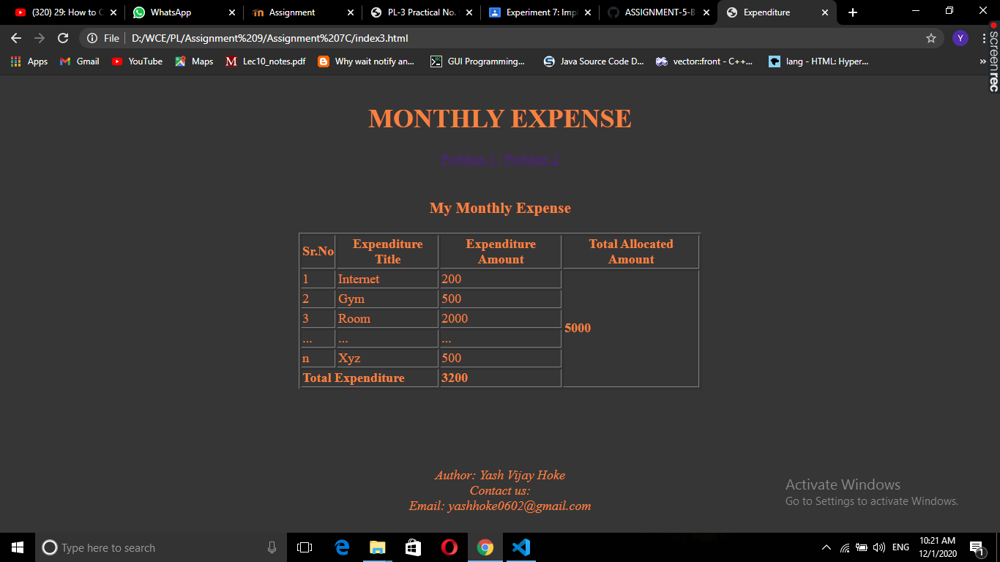 (320) 29: How to C
WhatsApp
Assignment
PL-3 Practical No.
Experiment 7: Impl
ASSIGNMENT-5-B
Expenditure
File D:/WCE/PL/Assignment%209/Assignment%207C/index3.html
Y
Apps
Gmail
YouTube
Maps
M Lec10_notes.pdf
Why wait notify an...
GUI Programming...
Java Source Code D...
vector::front - C++...
lang - HTML: Hyper...
»
screenrec
MONTHLY EXPENSE
Problem 1 | Problem 2
My Monthly Expense
Sr.No Expenditure Title Expenditure Amount Total Allocated Amount
1 Internet 200
2 Gym 500
3 Room 2000
5000
... ... ...
n Xyz 500
Total Expenditure 3200
Author: Yash Vijay Hoke
Contact us:
Email: yashhoke0602@gmail.com
Activate Windows
Go to Settings to activate Windows.
Type here to search
ENG
10:21 AM
12/1/2020
1